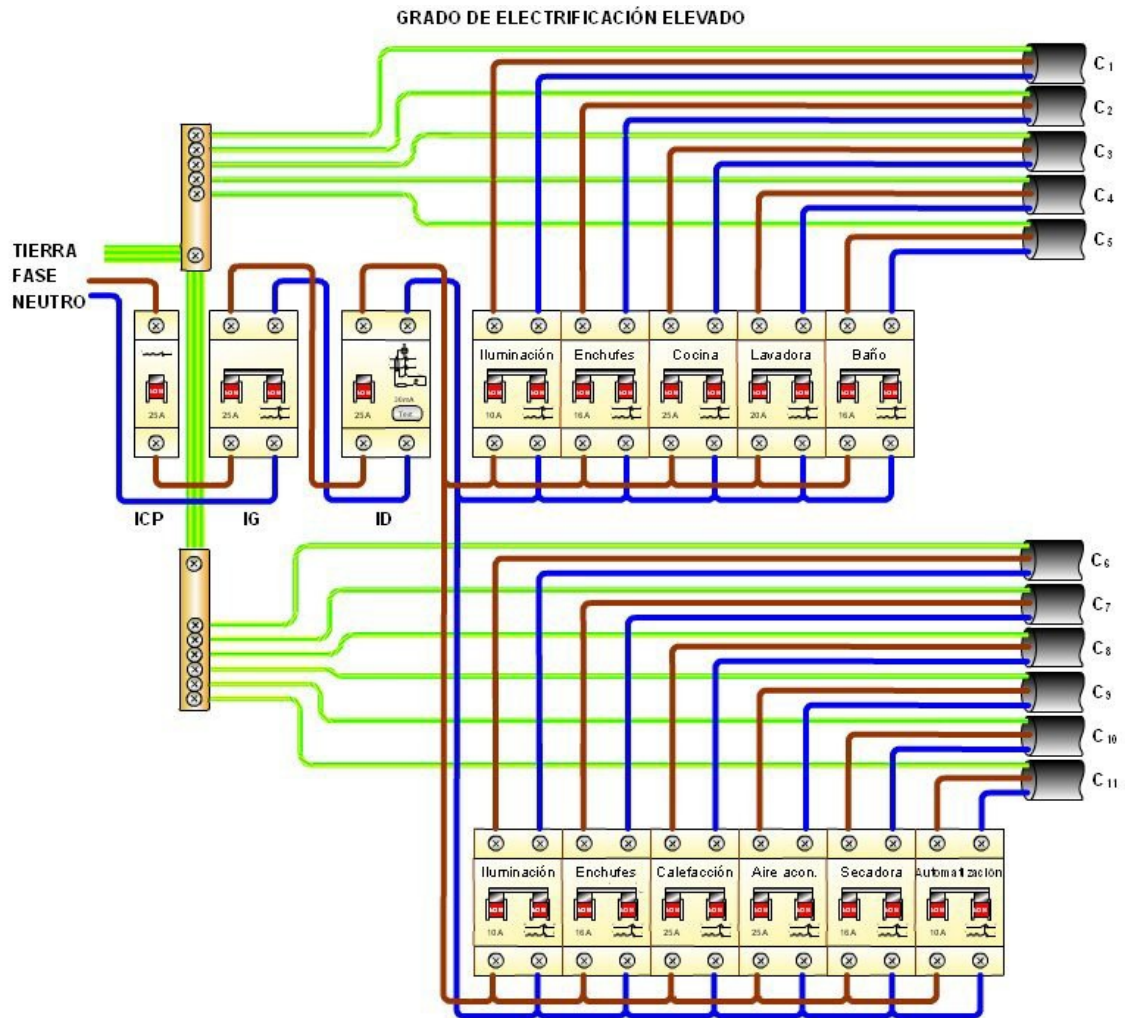 GRADO DE ELECTRIFICACIÓN ELEVADO
C1
C2
C3
C4
C5
TIERRA
FASE
NEUTRO
Iluminación Enchufes Cocina Lavadora Baño
25A 25A 25A 30mA Test 10A 16A 25A 20A 16A
ICP IG ID
C6
C7
C8
C9
C10
C11
Iluminación Enchufes Calefacción Aire acon. Secadora Automatización
10A 16A 25A 25A 16A 10A